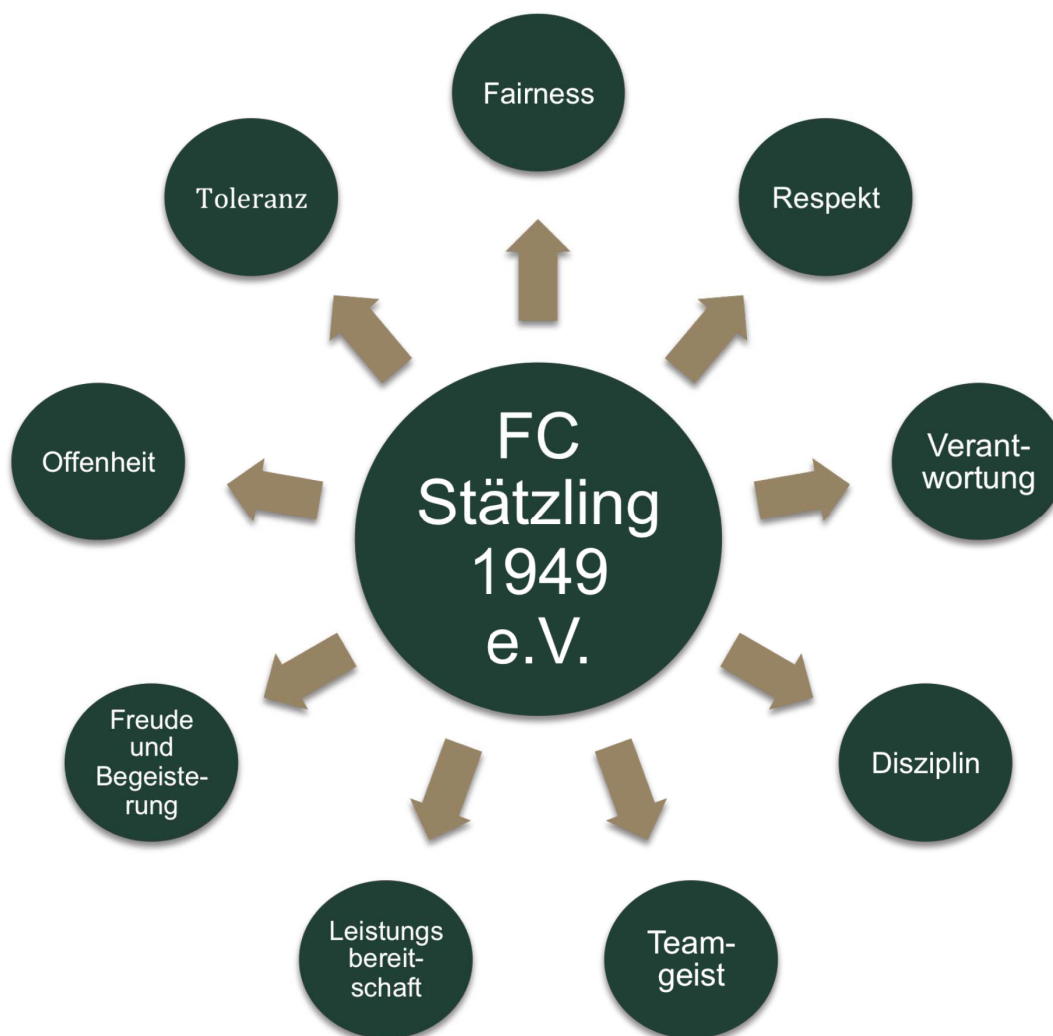 Fairness
Respekt
Verant-
wortung
Disziplin
Team-
geist
Leistungs
bereit-
schaft
Freude
und
Begeiste-
rung
Offenheit
Toleranz
FC
Stätzling
1949
e.V.